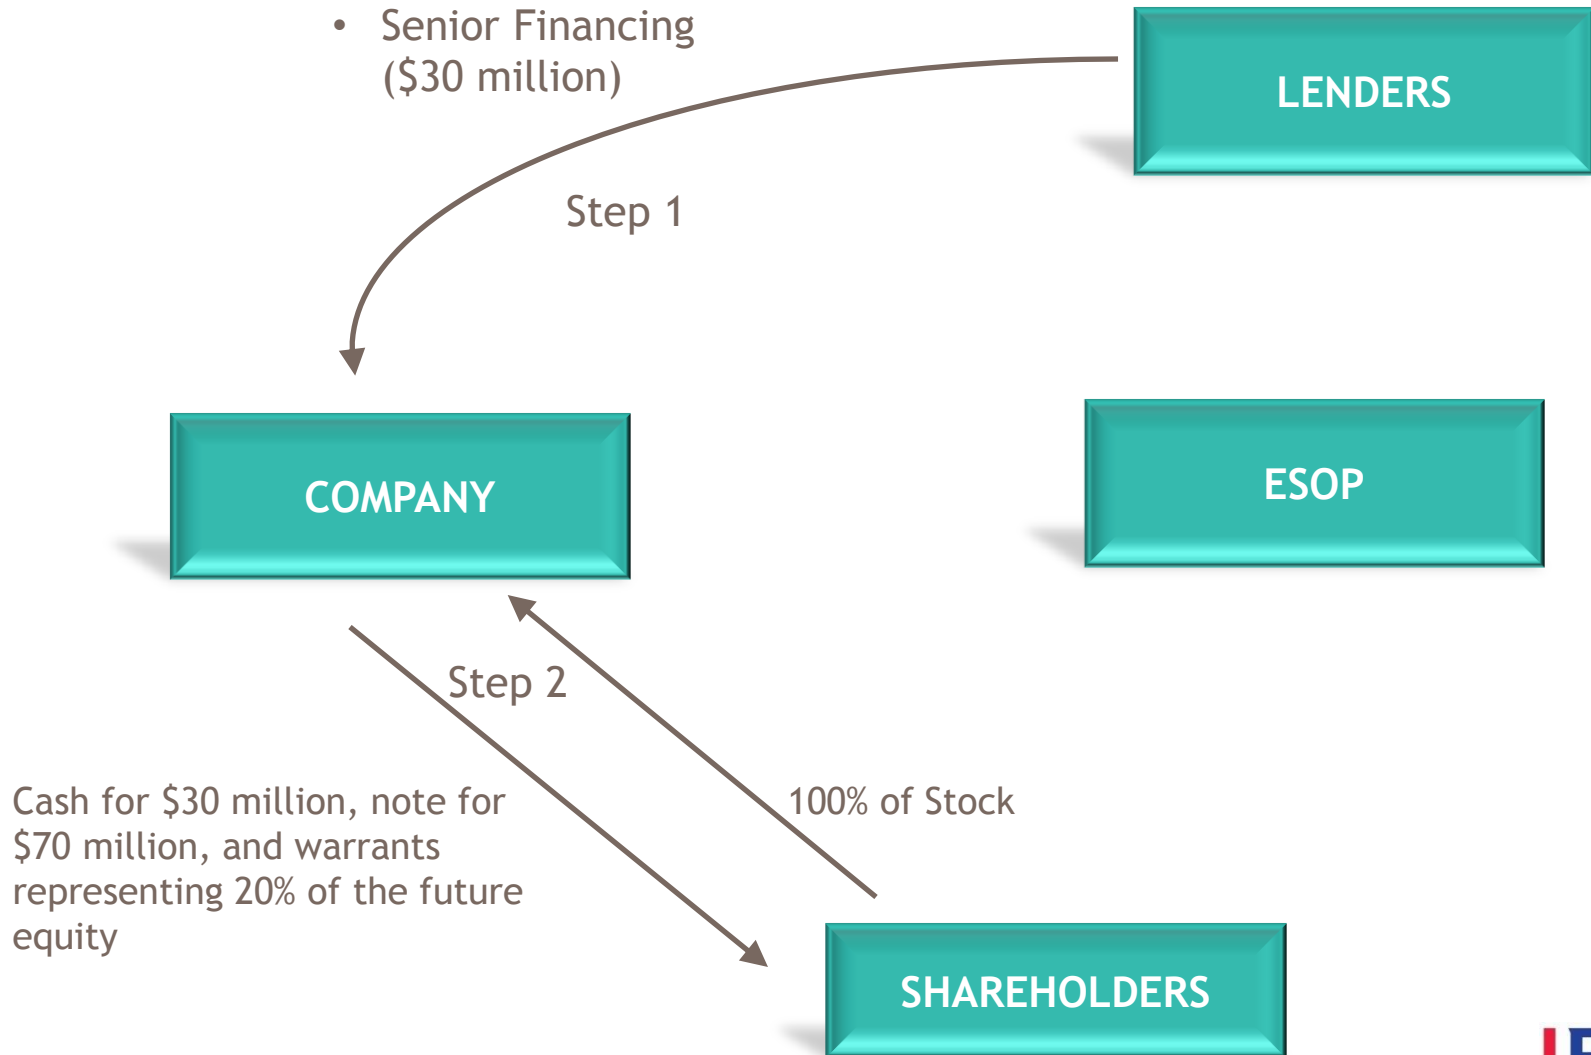 • Senior Financing
($30 million)
LENDERS
Step 1
COMPANY
ESOP
Step 2
Cash for $30 million, note for
$70 million, and warrants
representing 20% of the future
equity
100% of Stock
SHAREHOLDERS